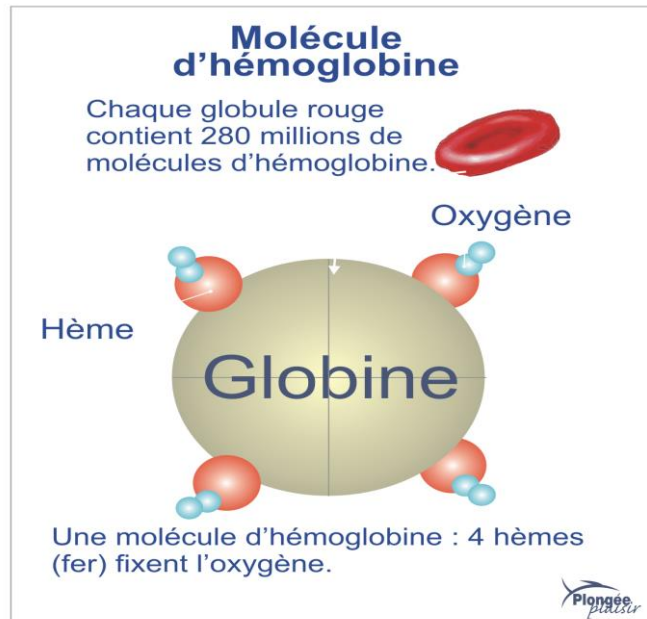 Molécule
d'hémoglobine
Chaque globule rouge
contient 280 millions de
molécules d'hémoglobine.
Oxygène
Hème
Globine
Une molécule d'hémoglobine : 4 hèmes
(fer) fixent l'oxygène.
Plongée
plaisir